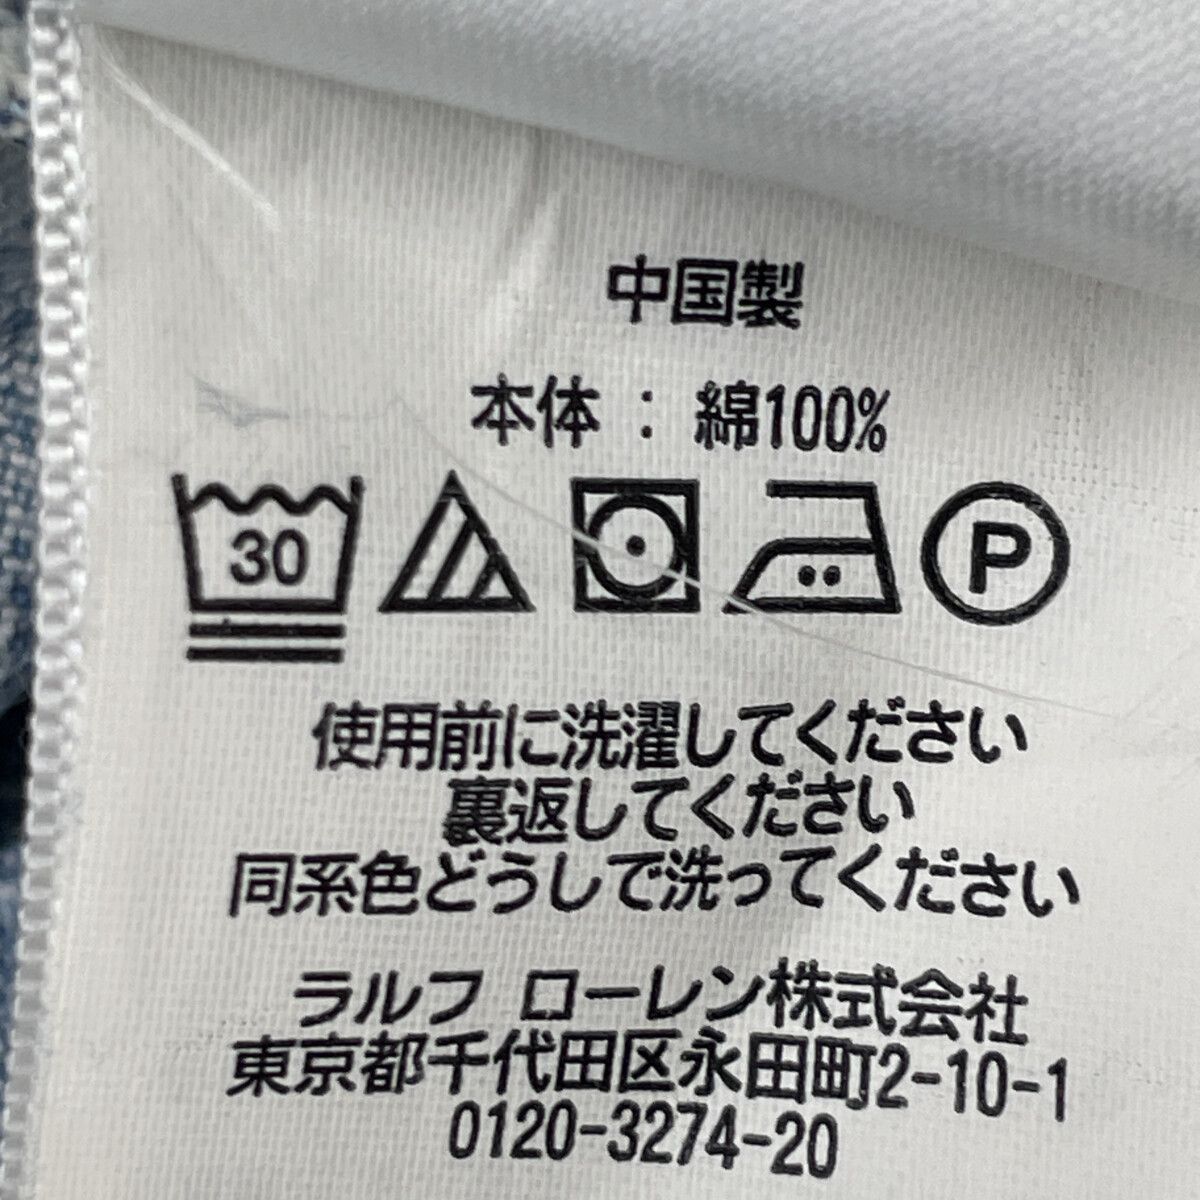 中国製
本体 : 綿100%
30 P
使用前に洗濯してください
裏返してください
同系色どうしで洗ってください
ラルフ ローレン株式会社
東京都千代田区永田町2-10-1
0120-3274-20